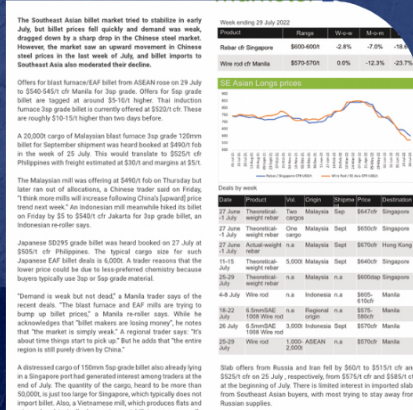 The Southeast Asian billet market tried to stabilize in early
July, but billet prices fell quickly and demand was weak,
dragged down by a sharp drop in the Chinese steel market.
However, the market saw an upward movement in Chinese
steel prices in the last week of July, and billet imports to
Southeast Asia also moderated their decline.
Offers for blast furnace/EAF billet from ASEAN rose on 29 July
to $540-545/t cfr Manila for 3sp grade. Offers for 5sp grade
billet are tagged at around $5-10/t higher. That induction
furnace 3sp grade billet is currently offered at $520/t cfr. These
are roughly $10-15/t higher than two days before.
A 20,000t cargo of Malaysian blast furnace 3sp grade 120mm
billet for September shipment was heard booked at $490/t fob
in the week of 25 July. This would translate to $525/t cfr
Philippines with freight estimated at $30/t and margins at $5/t.
The Malaysian mill was offering at $490/t fob on Thursday but
later ran out of allocations, a Chinese trader said on Friday.
"I think more mills will increase following China's [upward] price
trend next week." An Indonesian mill meanwhile hiked its billet
on Friday by $5 to $540/t cfr Jakarta for 3sp grade billet, an
Indonesian re-roller says.
Japanese SD295 grade billet was heard booked on 27 July at
$505/t cfr Philippines. The typical cargo size for such
Japanese EAF billet deals is 6,000t. A trader reasons that the
lower price could be due to less-preferred chemistry because
buyers typically use 3sp or 5sp grade material.
"Demand is weak but not dead," a Manila trader says of the
recent deals. "The blast furnace and EAF mills are trying to
bump up billet prices," a Manila re-roller says. While he
acknowledges that "billet makers are losing money", he notes
that "the market is simply weak." A regional trader says: "It's
about time things start to pick up." But he adds that "the entire
region is still purely driven by China."
A distressed cargo of 150mm 5sp grade billet also already lying
in a Singapore port had generated interest among traders at the
end of July. The quantity of the cargo, heard to be more than
50,000t, is just too large for Singapore, which typically does not
import billet. Also, a Vietnamese mill, which produces flats and
Week ending 29 July 2022
Product Range W-o-w M-o-m
Rebar cfr Singapore $600-600/t -2.8% -7.0%
Wire rod cfr Manila $570-570/t 0.0% -12.3% -23.7%
SE Asian Longs prices
Deals by week
Date Product Vol. Origin Price Destination
27 June -1 July Theoretical-weight rebar Two cargos Malaysia Sep $647cfr Singapore
27 June -1 July Theoretical-weight rebar One cargo Malaysia Sept $650cfr Singapore
27 June -1 July Actual-weight rebar n.a Malaysia Sept $670cfr Hong Kong
11-15 July Theoretical-weight rebar 5,000t Malaysia Sept $640cfr Singapore
25-29 July Theoretical-weight rebar n.a Malaysia n.a Singapore
4-8 July Wire rod n.a Indonesia n.a $605-610cfr Manila
18-22 July 6.5mmSAE 1008 Wire rod n.a Regional origin n.a $575-580cfr Manila
26 July 6.5mmSAE 1008 Wire rod 3,000t Indonesia Sept $570cfr Manila
25-29 July Wire rod 1,000-2,000t ASEAN n.a $570cfr Manila
Slab offers from Russia and Iran fell by $60/t to $515/t cfr and
$525/t cfr on 25 July, respectively, from $575/t cfr and $585/t cfr
at the beginning of July. There is limited interest in imported slab
from Southeast Asian buyers, with most trying to stay away from
Russian supplies.